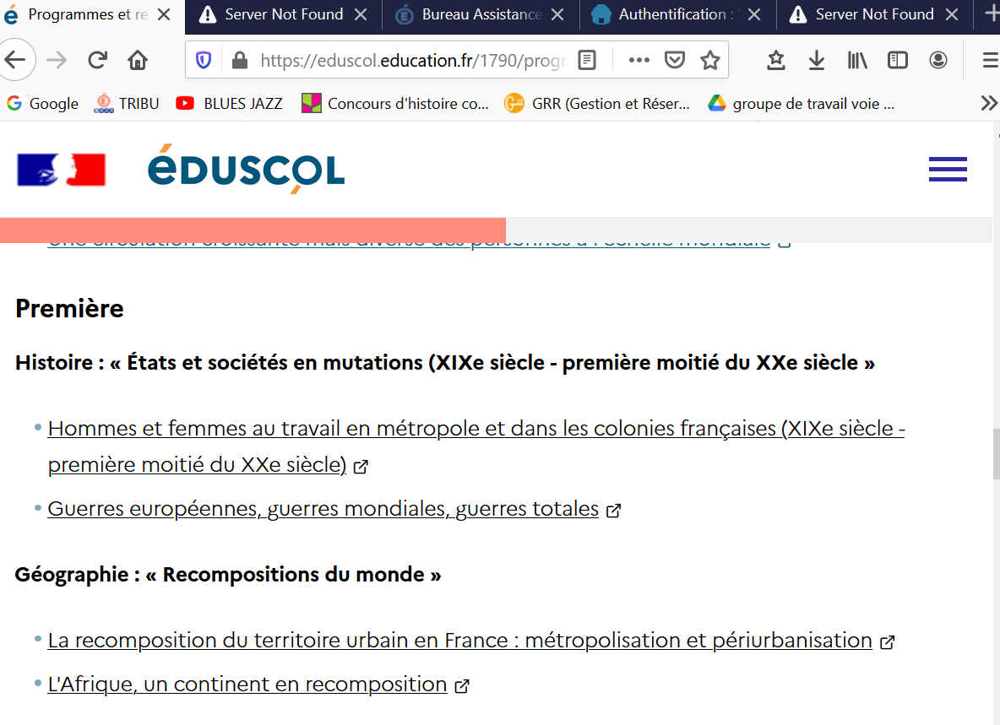 Programmes et re
Server Not Found
Bureau Assistance
Authentification :
Server Not Found
https://eduscol.education.fr/1790/progr
Google
TRIBU
BLUES JAZZ
Concours d'histoire co...
GRR (Gestion et Réser...
groupe de travail voie ...
éDUSCOL
Une circulation croissante mais diverse des personnes à l'échelle mondiale
Première
Histoire : « États et sociétés en mutations (XIXe siècle - première moitié du XXe siècle »
Hommes et femmes au travail en métropole et dans les colonies françaises (XIXe siècle -
première moitié du XXe siècle)
Guerres européennes, guerres mondiales, guerres totales
Géographie : « Recompositions du monde »
La recomposition du territoire urbain en France : métropolisation et périurbanisation
L'Afrique, un continent en recomposition